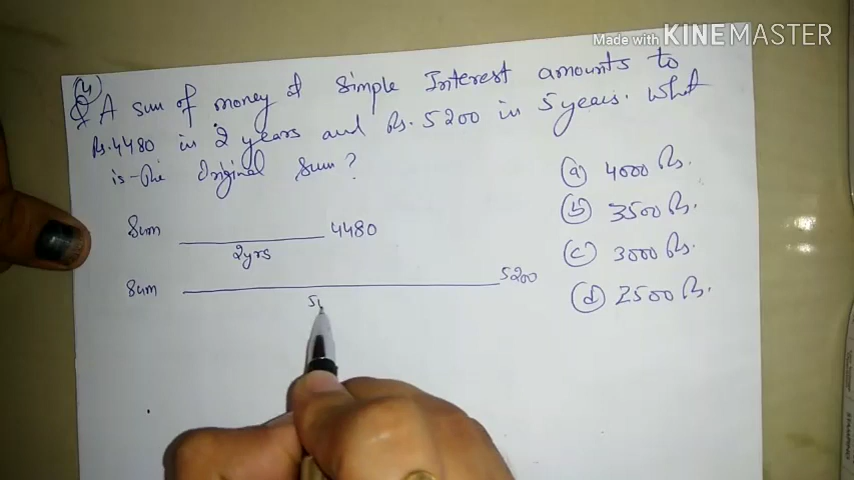 Made with KINEMASTER
(4)
Q A sum of money at Simple Interest amounts to
Rs.4480 in 2 years and Rs. 5200 in 5 years. What
is the Original Sum?
(a) 4000 Rs.
(b) 3500 Rs.
(c) 3000 Rs.
(d) 2500 Rs.
Sum 4480
2yrs
Sum 5200
5y